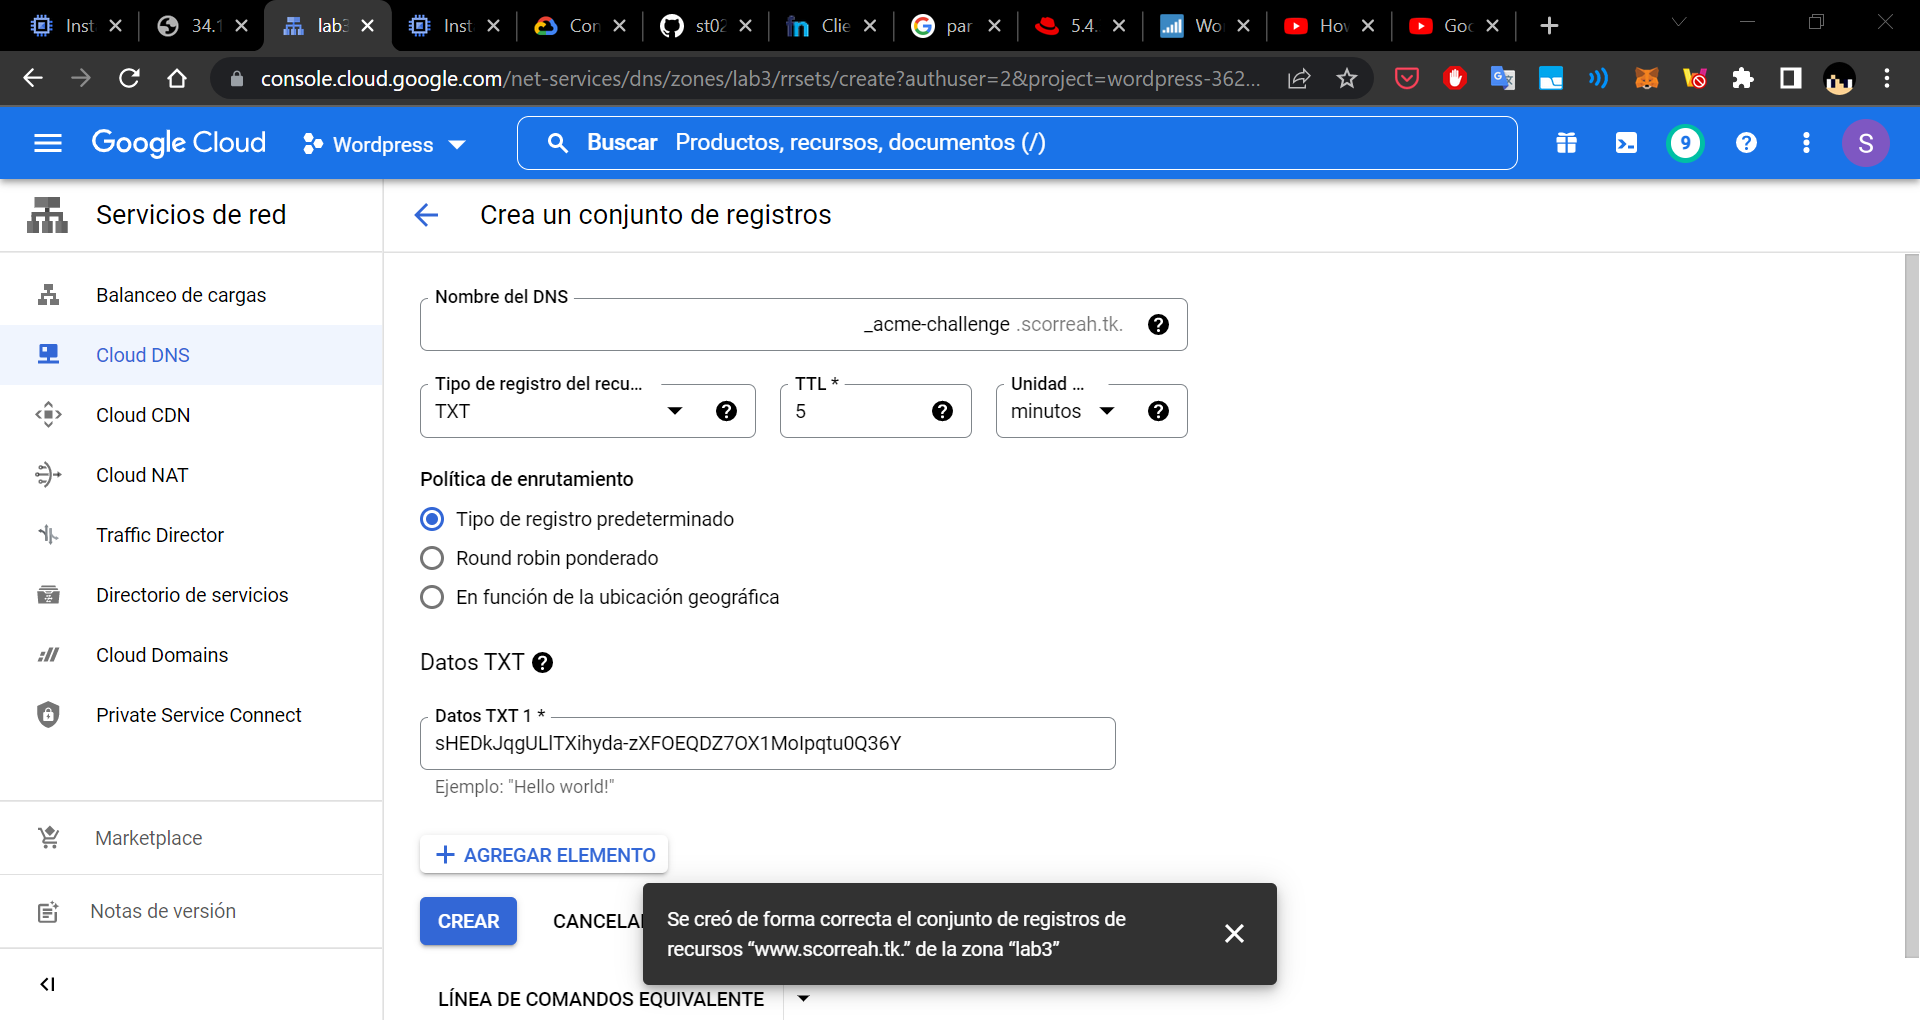 Inst
34.1
lab3
Inst
Con
st02
Clie
par
5.4.
Wo
How
Goo
console.cloud.google.com/net-services/dns/zones/lab3/rrsets/create?authuser=2&project=wordpress-362...
Google Cloud
Wordpress
Buscar Productos, recursos, documentos (/)
9
S
Servicios de red
Crea un conjunto de registros
Balanceo de cargas
Cloud DNS
Cloud CDN
Cloud NAT
Traffic Director
Directorio de servicios
Cloud Domains
Private Service Connect
Marketplace
Notas de versión
Nombre del DNS
_acme-challenge .scorreah.tk.
Tipo de registro del recu...
TXT
TTL *
5
Unidad ...
minutos
Política de enrutamiento
Tipo de registro predeterminado
Round robin ponderado
En función de la ubicación geográfica
Datos TXT
Datos TXT 1 *
sHEDkJqgULlTXihyda-zXFOEQDZ7OX1MoIpqtu0Q36Y
Ejemplo: "Hello world!"
AGREGAR ELEMENTO
CREAR
CANCELAR
Se creó de forma correcta el conjunto de registros de
recursos “www.scorreah.tk.” de la zona “lab3”
LÍNEA DE COMANDOS EQUIVALENTE